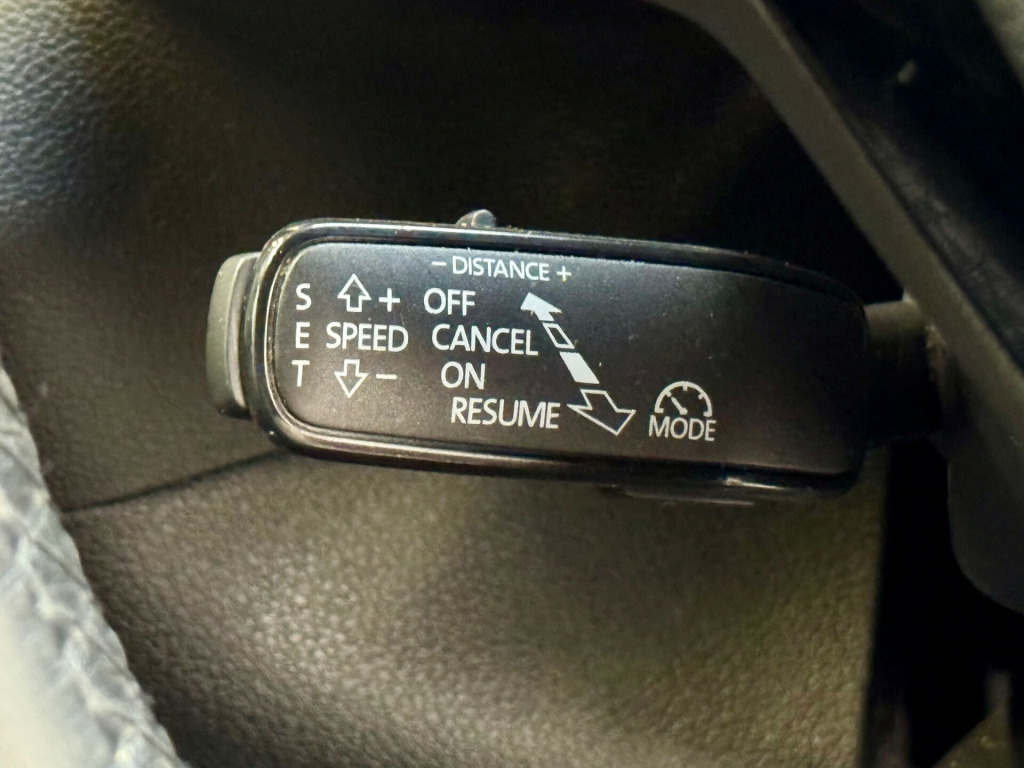 - DISTANCE +
S + OFF
E SPEED CANCEL
T - ON
RESUME
MODE